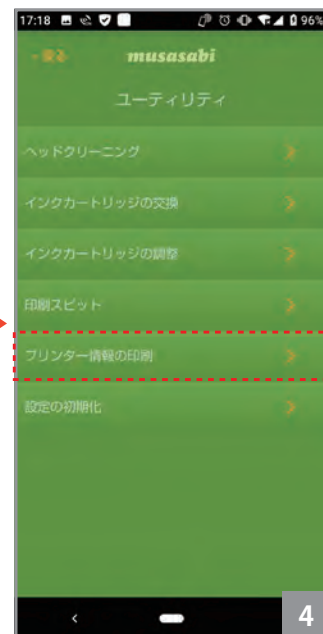 17:18 96%
< 戻る musasabi
ユーティリティ
ヘッドクリーニング
インクカートリッジの交換
インクカートリッジの調整
印刷スピット
プリンター情報の印刷
設定の初期化
4